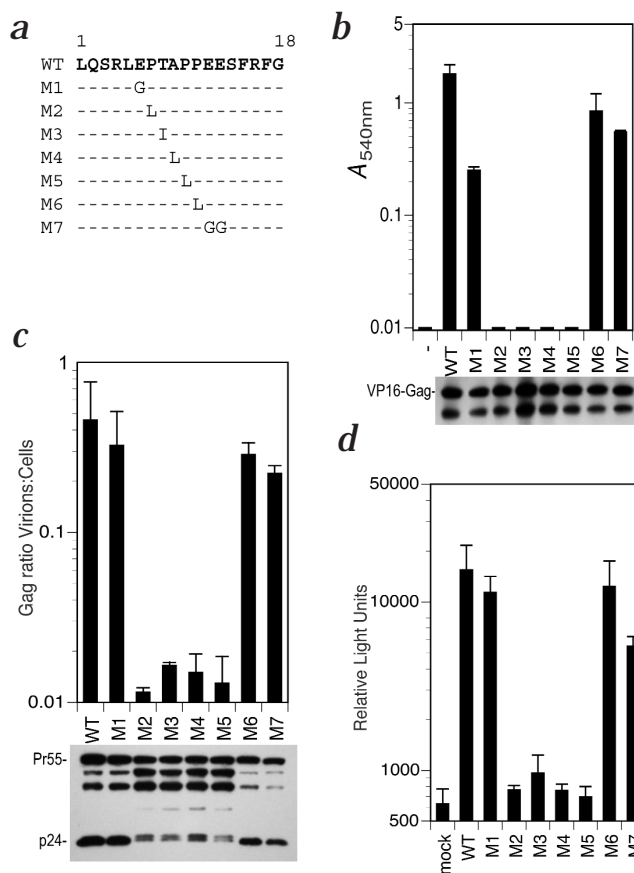 a
1 18
WT LQSRLEPTAPPEESFRFG
M1 -----G------------
M2 ------L-----------
M3 -------I----------
M4 --------L---------
M5 ---------L--------
M6 ----------L-------
M7 -----------GG-----
b
A540nm
5
1
0.1
0.01
- WT M1 M2 M3 M4 M5 M6 M7
VP16-Gag-
c
Gag ratio Virions:Cells
1
0.1
0.01
WT M1 M2 M3 M4 M5 M6 M7
Pr55-
p24-
d
Relative Light Units
50000
10000
1000
500
mock WT M1 M2 M3 M4 M5 M6 M7